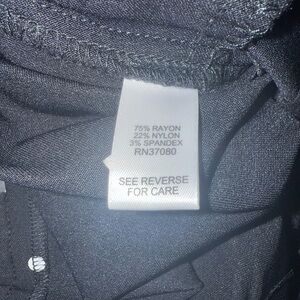 75% RAYON
22% NYLON
3% SPANDEX
RN37080
SEE REVERSE
FOR CARE